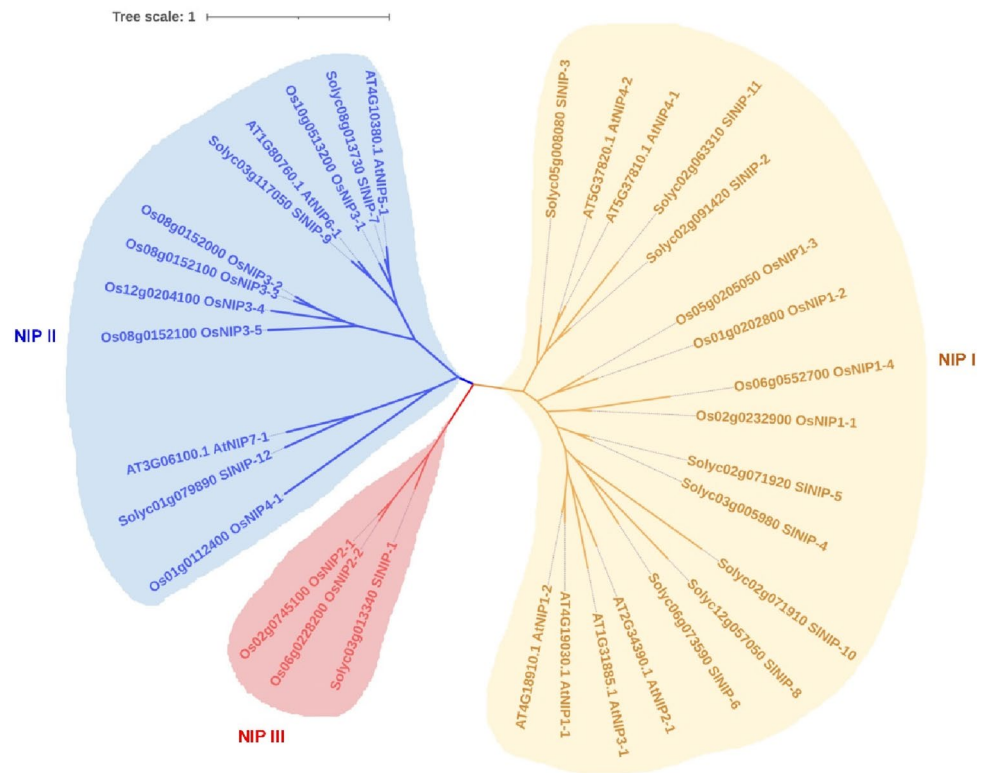 Tree scale: 1
NIP II
AT4G10380.1 AtNIP5-1
Solyc08g013730 SlNIP-7
Os10g0513200 OsNIP3-1
AT1G80760.1 AtNIP6-1
Solyc03g117050 SlNIP-9
Os08g0152000 OsNIP3-2
Os08g0152100 OsNIP3-3
Os12g0204100 OsNIP3-4
Os08g0152100 OsNIP3-5
AT3G06100.1 AtNIP7-1
Solyc01g079890 SlNIP-12
Os01g0112400 OsNIP4-1
NIP III
Os02g0745100 OsNIP2-1
Os06g0228200 OsNIP2-2
Solyc03g013340 SlNIP-1
NIP I
Solyc05g008080 SlNIP-3
AT5G37820.1 AtNIP4-2
AT5G37810.1 AtNIP4-1
Solyc02g063310 SlNIP-11
Solyc02g091420 SlNIP-2
Os05g0205050 OsNIP1-3
Os01g0202800 OsNIP1-2
Os06g0552700 OsNIP1-4
Os02g0232900 OsNIP1-1
Solyc02g071920 SlNIP-5
Solyc03g005980 SlNIP-4
Solyc02g071910 SlNIP-10
Solyc12g057050 SlNIP-8
Solyc06g073590 SlNIP-6
AT2G34390.1 AtNIP2-1
AT1G31885.1 AtNIP3-1
AT4G19030.1 AtNIP1-1
AT4G18910.1 AtNIP1-2